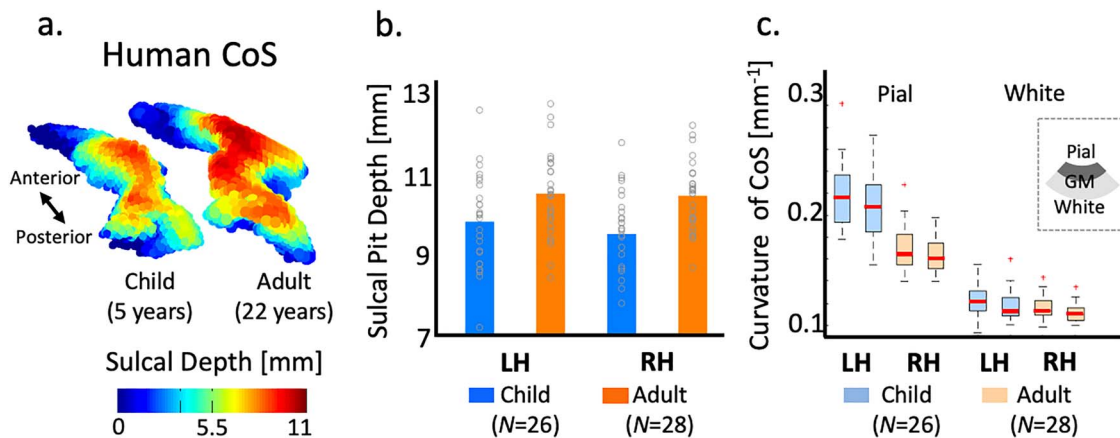 a.
Human CoS
Anterior
Posterior
Child
(5 years)
Adult
(22 years)
Sulcal Depth [mm]
0
5.5
11
b.
Sulcal Pit Depth [mm]
13
11
9
7
LH
RH
Child
(N=26)
Adult
(N=28)
c.
Curvature of CoS [mm⁻¹]
0.3
0.2
0.1
Pial
White
Pial
GM
White
LH
RH
LH
RH
Child
(N=26)
Adult
(N=28)